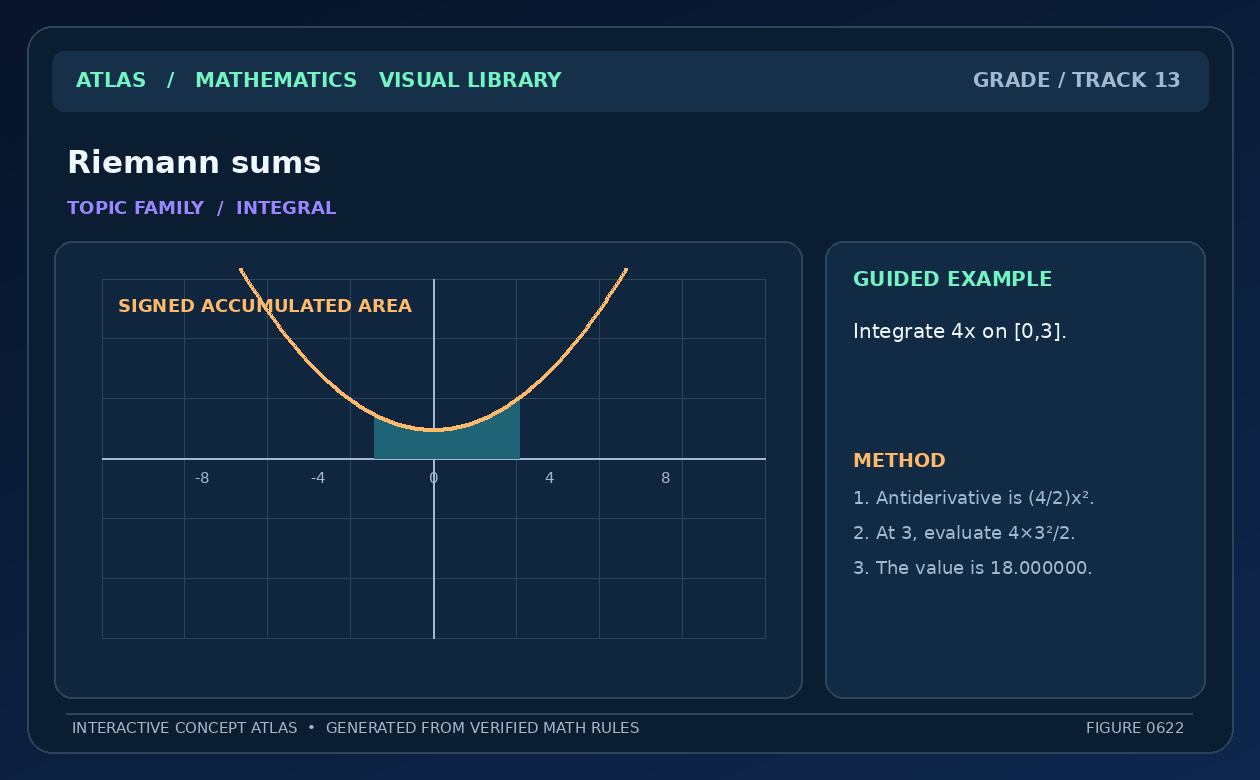 ATLAS / MATHEMATICS VISUAL LIBRARY
GRADE / TRACK 13
Riemann sums
TOPIC FAMILY / INTEGRAL
SIGNED ACCUMULATED AREA
-8 -4 0 4 8
GUIDED EXAMPLE
Integrate 4x on [0,3].
METHOD
1. Antiderivative is (4/2)x².
2. At 3, evaluate 4×3²/2.
3. The value is 18.000000.
INTERACTIVE CONCEPT ATLAS • GENERATED FROM VERIFIED MATH RULES
FIGURE 0622